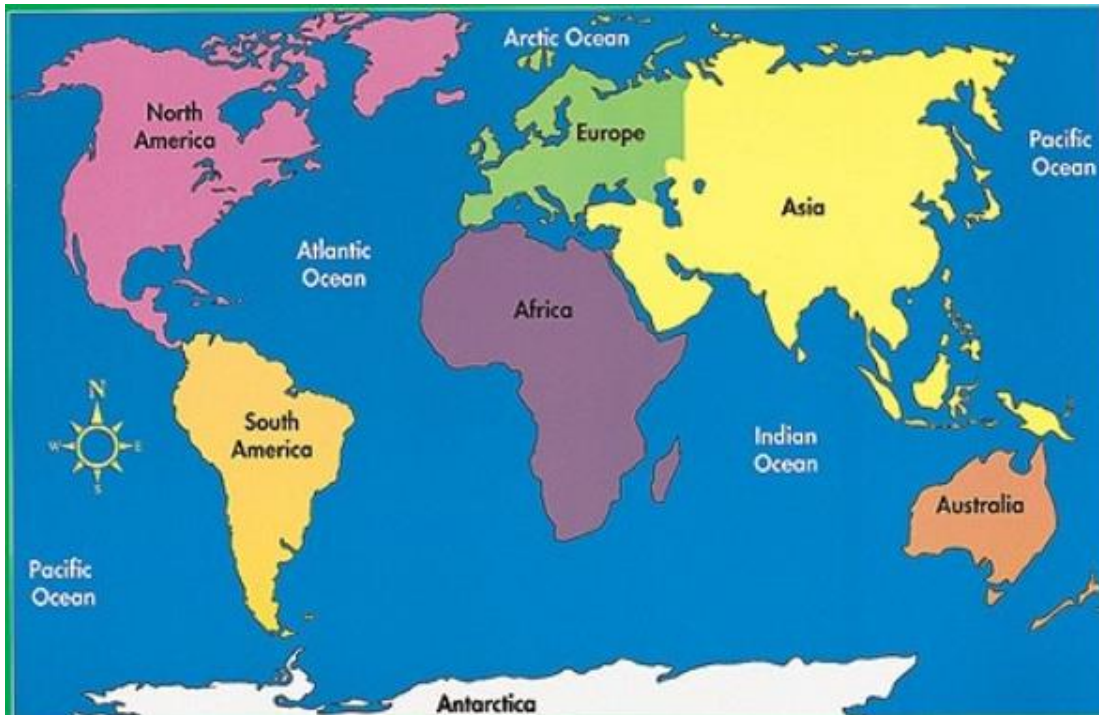 Arctic Ocean
North
America
Europe
Pacific
Ocean
Asia
Atlantic
Ocean
Africa
N
W E
S
South
America
Indian
Ocean
Australia
Pacific
Ocean
Antarctica